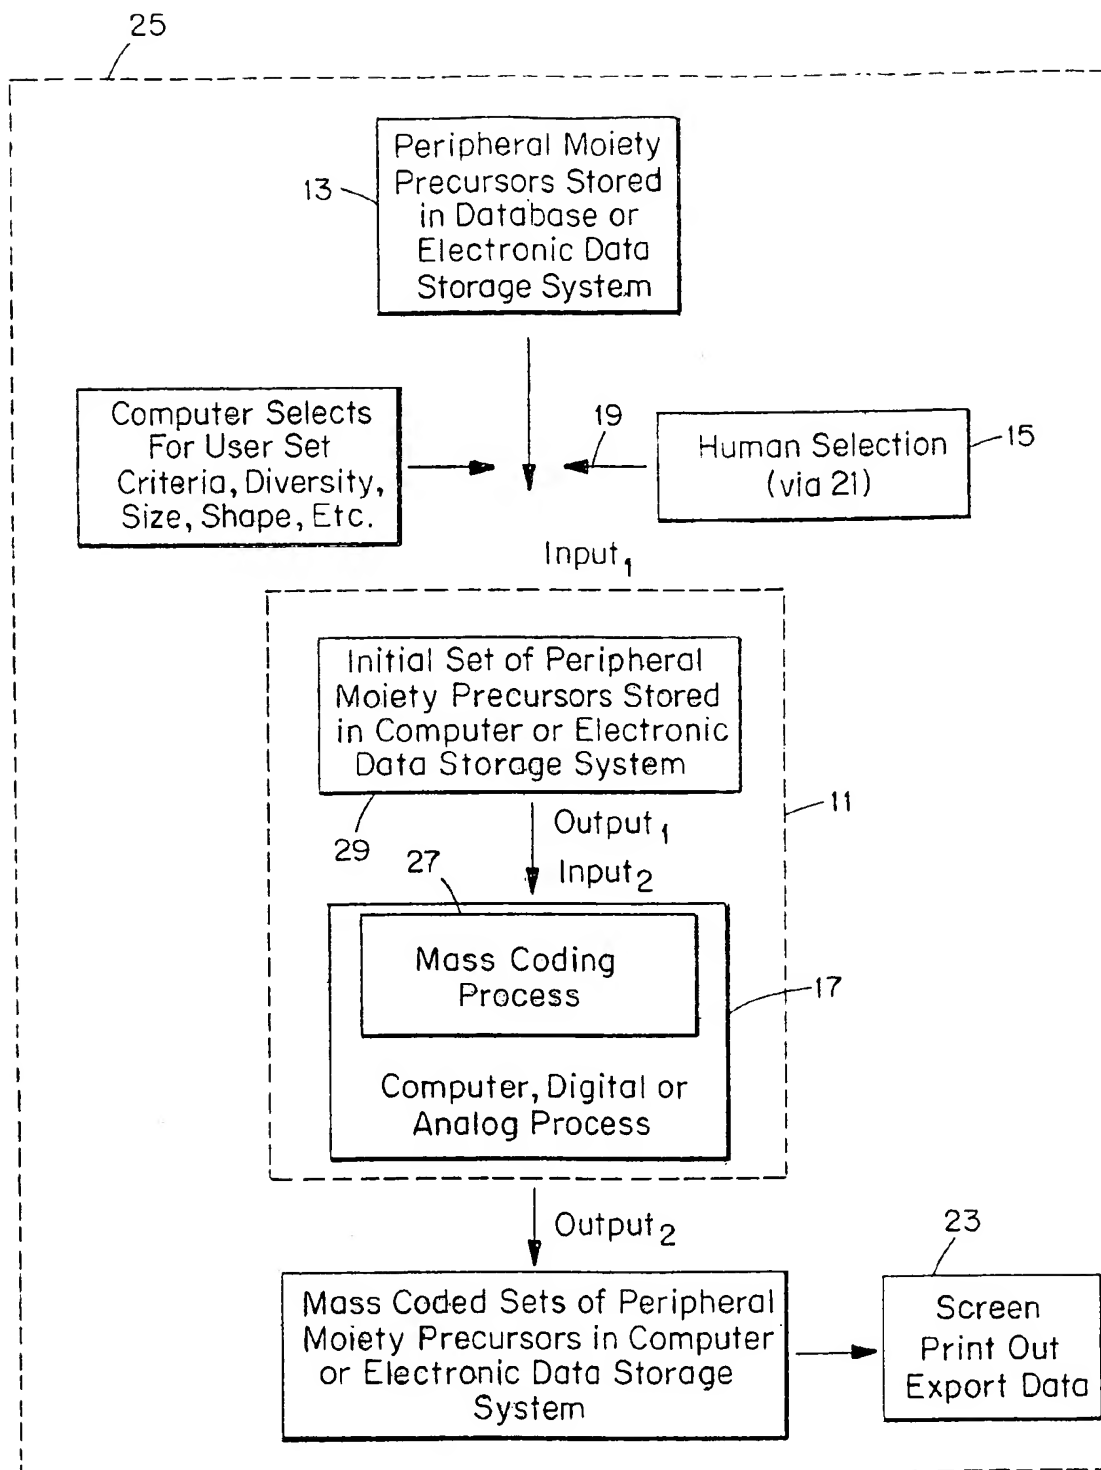 25
Peripheral Moiety
Precursors Stored
in Database or
Electronic Data
Storage System
13
Computer Selects
For User Set
Criteria, Diversity,
Size, Shape, Etc.
19
Human Selection
(via 21)
15
Input1
Initial Set of Peripheral
Moiety Precursors Stored
in Computer or Electronic
Data Storage System
11
29
Output1
27
Input2
Mass Coding
Process
17
Computer, Digital or
Analog Process
Output2
23
Mass Coded Sets of Peripheral
Moiety Precursors in Computer
or Electronic Data Storage
System
Screen
Print Out
Export Data